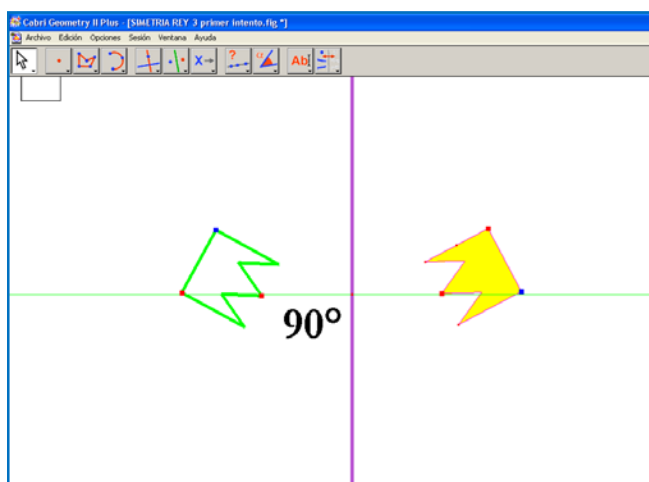 Cabri Geometry II Plus - [SIMETRIA REY 3 primer intento.fig *]
Archivo Edición Opciones Sesión Ventana Ayuda
X→ ? α Ab|
90°